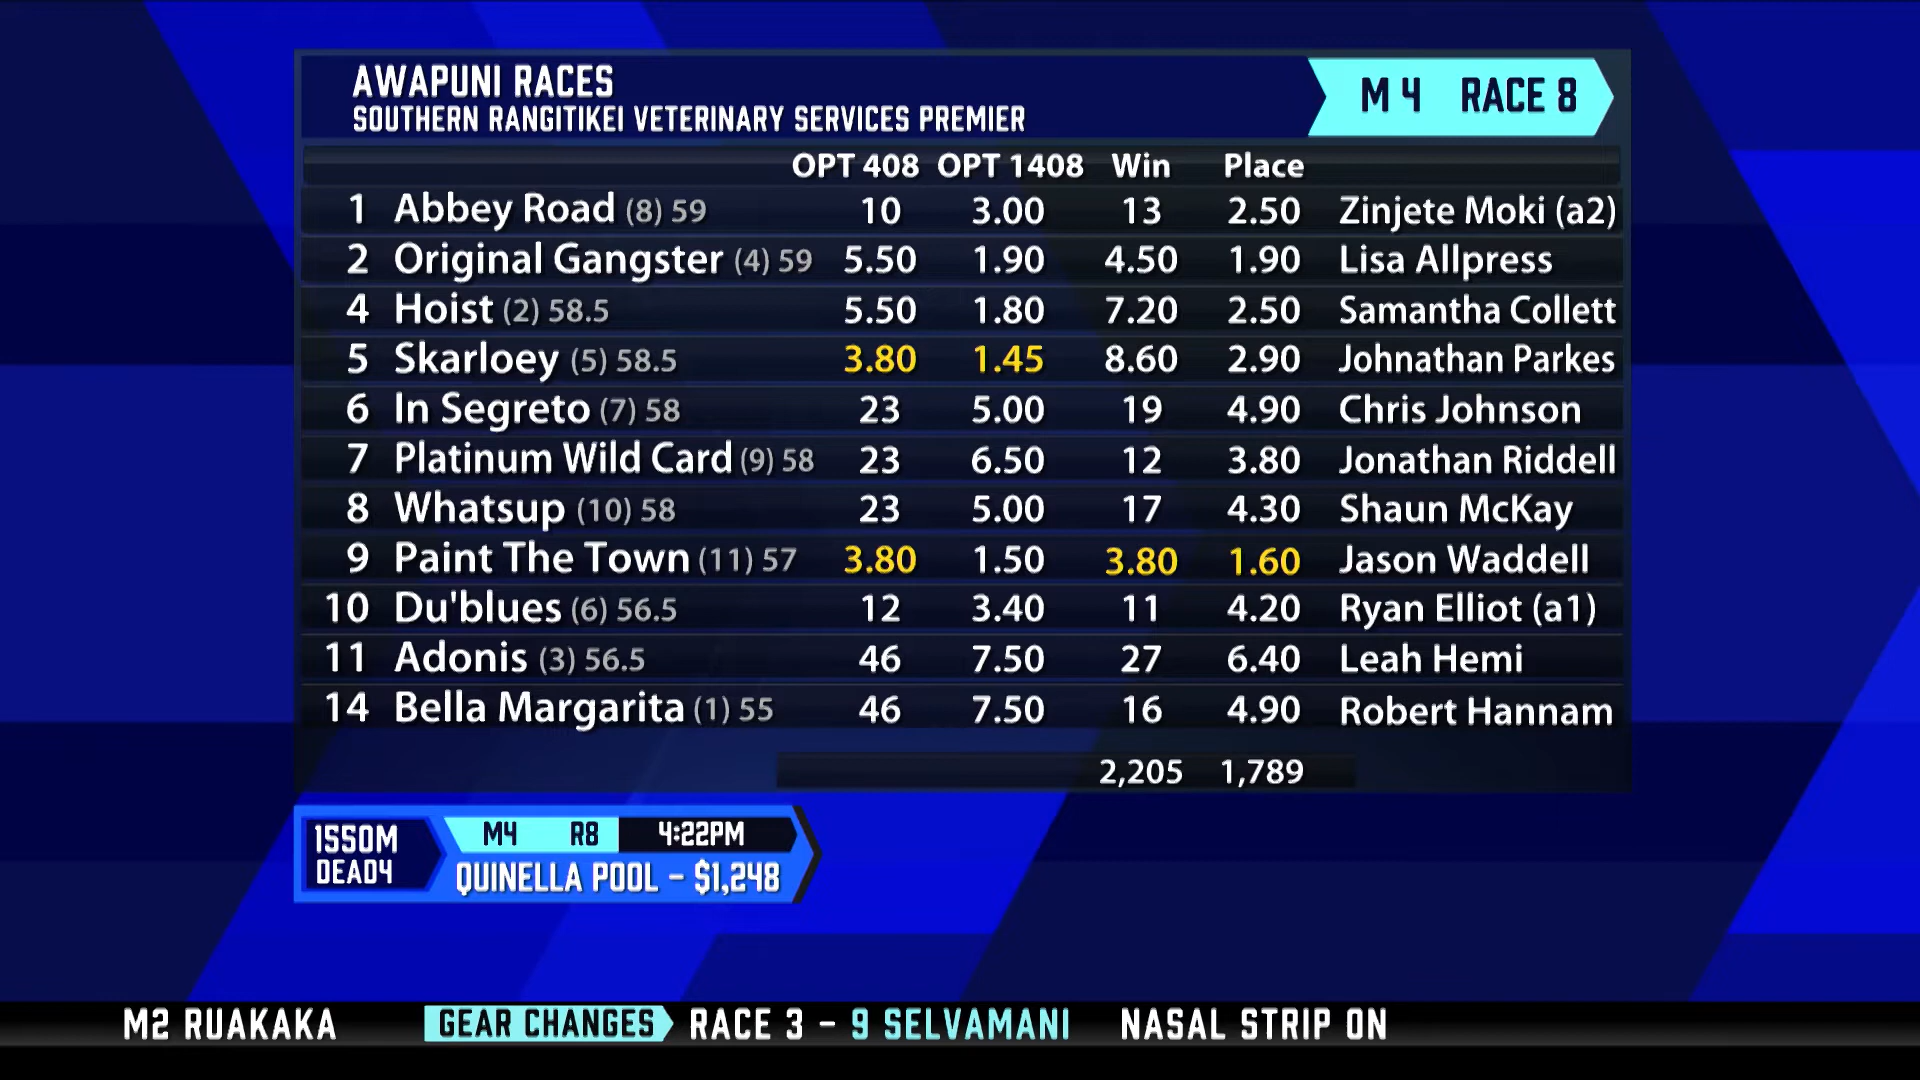 AWAPUNI RACES
SOUTHERN RANGITIKEI VETERINARY SERVICES PREMIER
M 4 RACE 8
OPT 408 OPT 1408 Win Place
1 Abbey Road (8) 59 10 3.00 13 2.50 Zinjete Moki (a2)
2 Original Gangster (4) 59 5.50 1.90 4.50 1.90 Lisa Allpress
4 Hoist (2) 58.5 5.50 1.80 7.20 2.50 Samantha Collett
5 Skarloey (5) 58.5 3.80 1.45 8.60 2.90 Johnathan Parkes
6 In Segreto (7) 58 23 5.00 19 4.90 Chris Johnson
7 Platinum Wild Card (9) 58 23 6.50 12 3.80 Jonathan Riddell
8 Whatsup (10) 58 23 5.00 17 4.30 Shaun McKay
9 Paint The Town (11) 57 3.80 1.50 3.80 1.60 Jason Waddell
10 Du'blues (6) 56.5 12 3.40 11 4.20 Ryan Elliot (a1)
11 Adonis (3) 56.5 46 7.50 27 6.40 Leah Hemi
14 Bella Margarita (1) 55 46 7.50 16 4.90 Robert Hannam
2,205 1,789
1550M
DEAD4
M4 R8 4:22PM
QUINELLA POOL - $1,248
M2 RUAKAKA GEAR CHANGES RACE 3 - 9 SELVAMANI NASAL STRIP ON